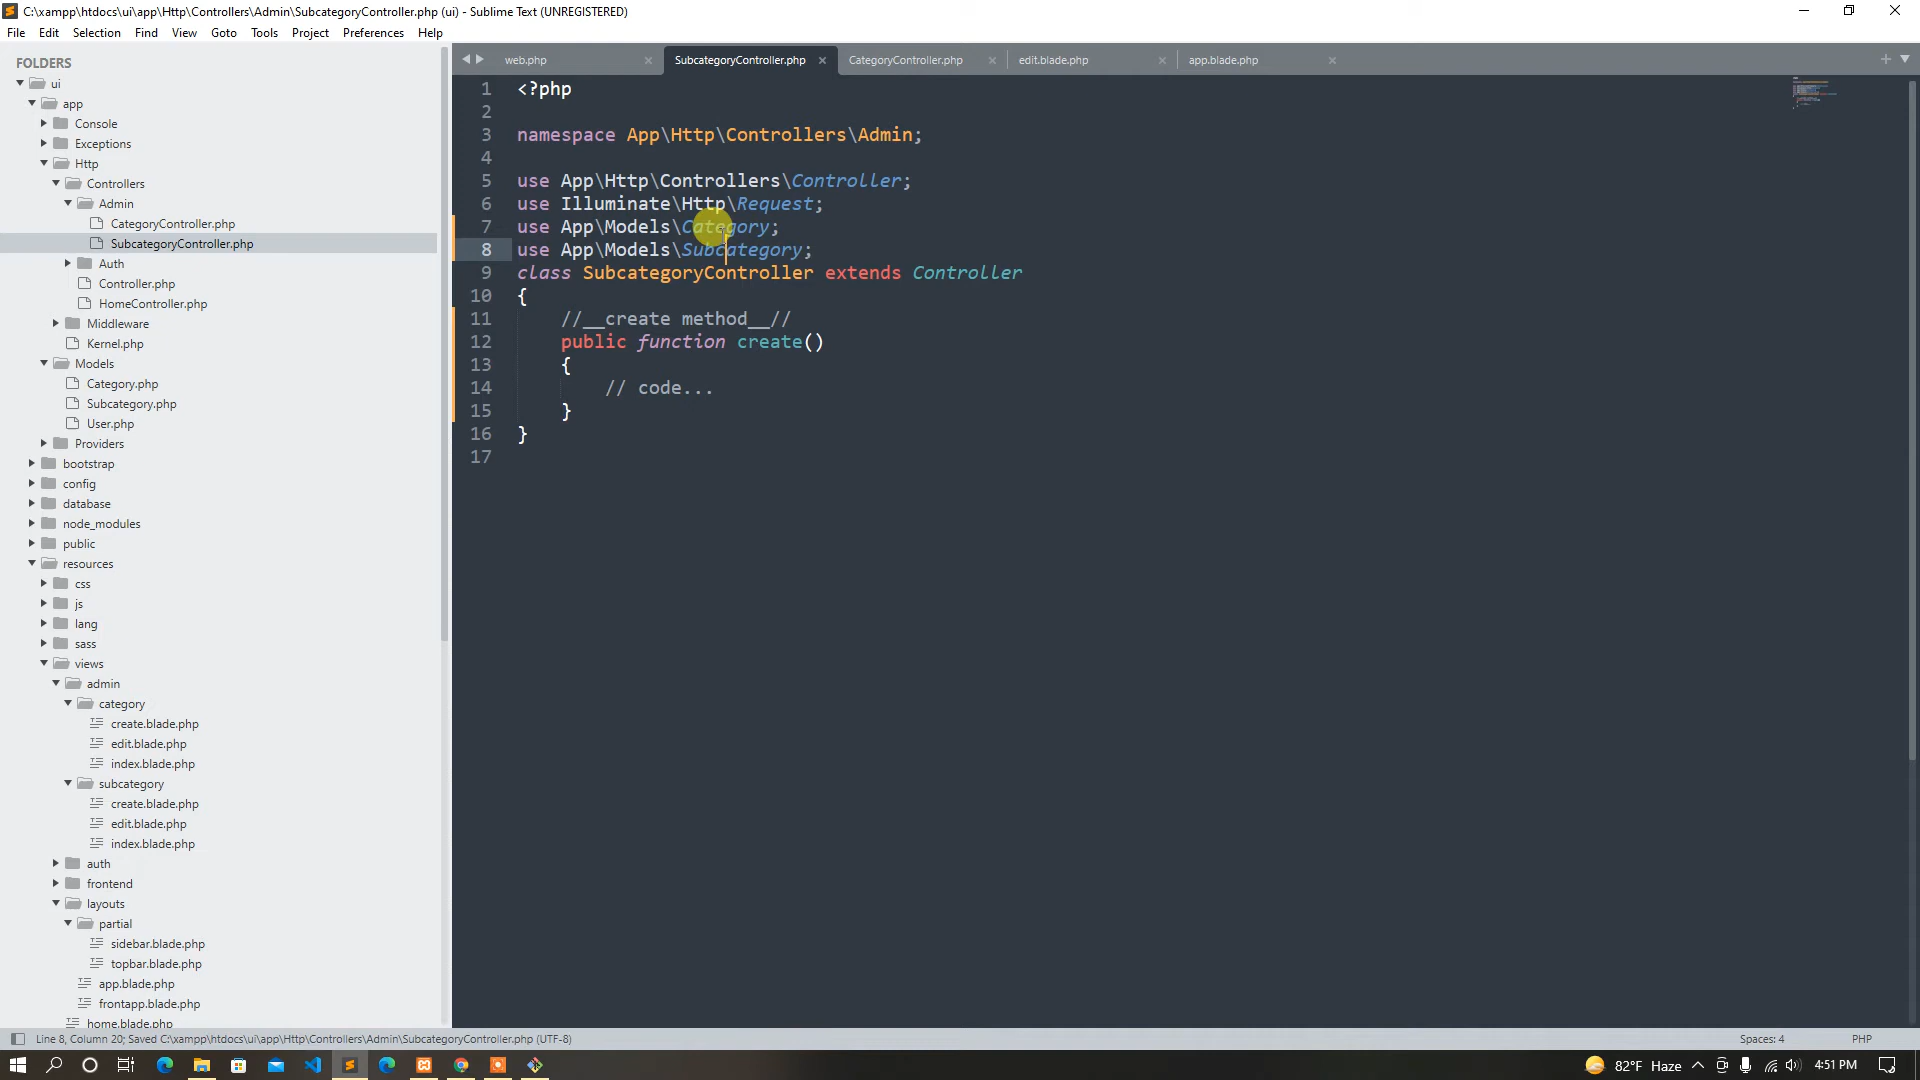 C:\xampp\htdocs\ui\app\Http\Controllers\Admin\SubcategoryController.php (ui) - Sublime Text (UNREGISTERED)
File Edit Selection Find View Goto Tools Project Preferences Help
FOLDERS
ui
app
Console
Exceptions
Http
Controllers
Admin
CategoryController.php
SubcategoryController.php
Auth
Controller.php
HomeController.php
Middleware
Kernel.php
Models
Category.php
Subcategory.php
User.php
Providers
bootstrap
config
database
node_modules
public
resources
css
js
lang
sass
views
admin
category
create.blade.php
edit.blade.php
index.blade.php
subcategory
create.blade.php
edit.blade.php
index.blade.php
auth
frontend
layouts
partial
sidebar.blade.php
topbar.blade.php
app.blade.php
frontapp.blade.php
home.blade.php
web.php SubcategoryController.php CategoryController.php edit.blade.php app.blade.php
1 <?php
2
3 namespace App\Http\Controllers\Admin;
4
5 use App\Http\Controllers\Controller;
6 use Illuminate\Http\Request;
7 use App\Models\Category;
8 use App\Models\Subcategory;
9 class SubcategoryController extends Controller
10 {
11 //__create method__//
12 public function create()
13 {
14 // code...
15 }
16 }
17
Line 8, Column 20; Saved C:\xampp\htdocs\ui\app\Http\Controllers\Admin\SubcategoryController.php (UTF-8) Spaces: 4 PHP
82°F Haze 4:51 PM